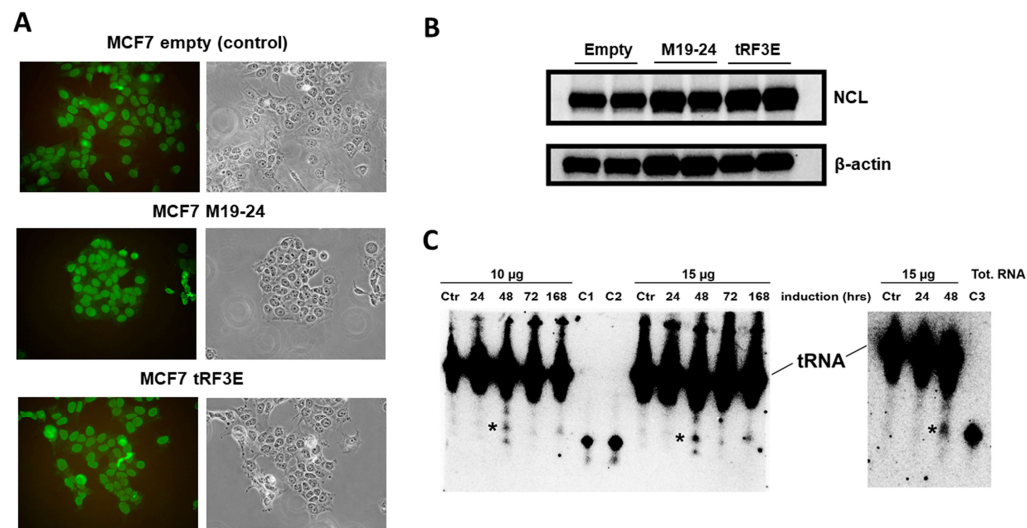 A
MCF7 empty (control)
MCF7 M19-24
MCF7 tRF3E
B
Empty M19-24 tRF3E
NCL
β-actin
C
10 µg 15 µg 15 µg Tot. RNA
Ctr 24 48 72 168 C1 C2 Ctr 24 48 72 168 induction (hrs) Ctr 24 48 C3
tRNA
* * *